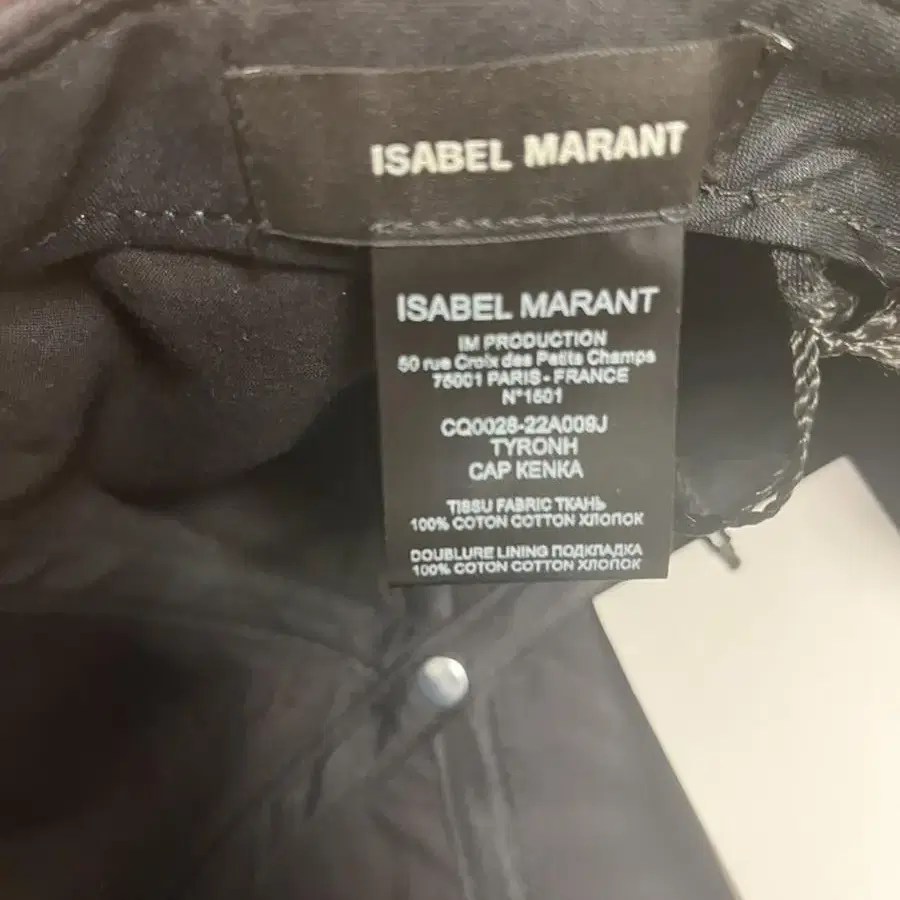 ISABEL MARANT
ISABEL MARANT
IM PRODUCTION
50 rue Croix des Petits Champs
75001 PARIS - FRANCE
N°1501
CQ0028-22A009J
TYRONH
CAP KENKA
TISSU FABRIC ТКАНЬ
100% COTON COTTON ХЛОПОК
DOUBLURE LINING ПОДКЛАДКА
100% COTON COTTON ХЛОПОК